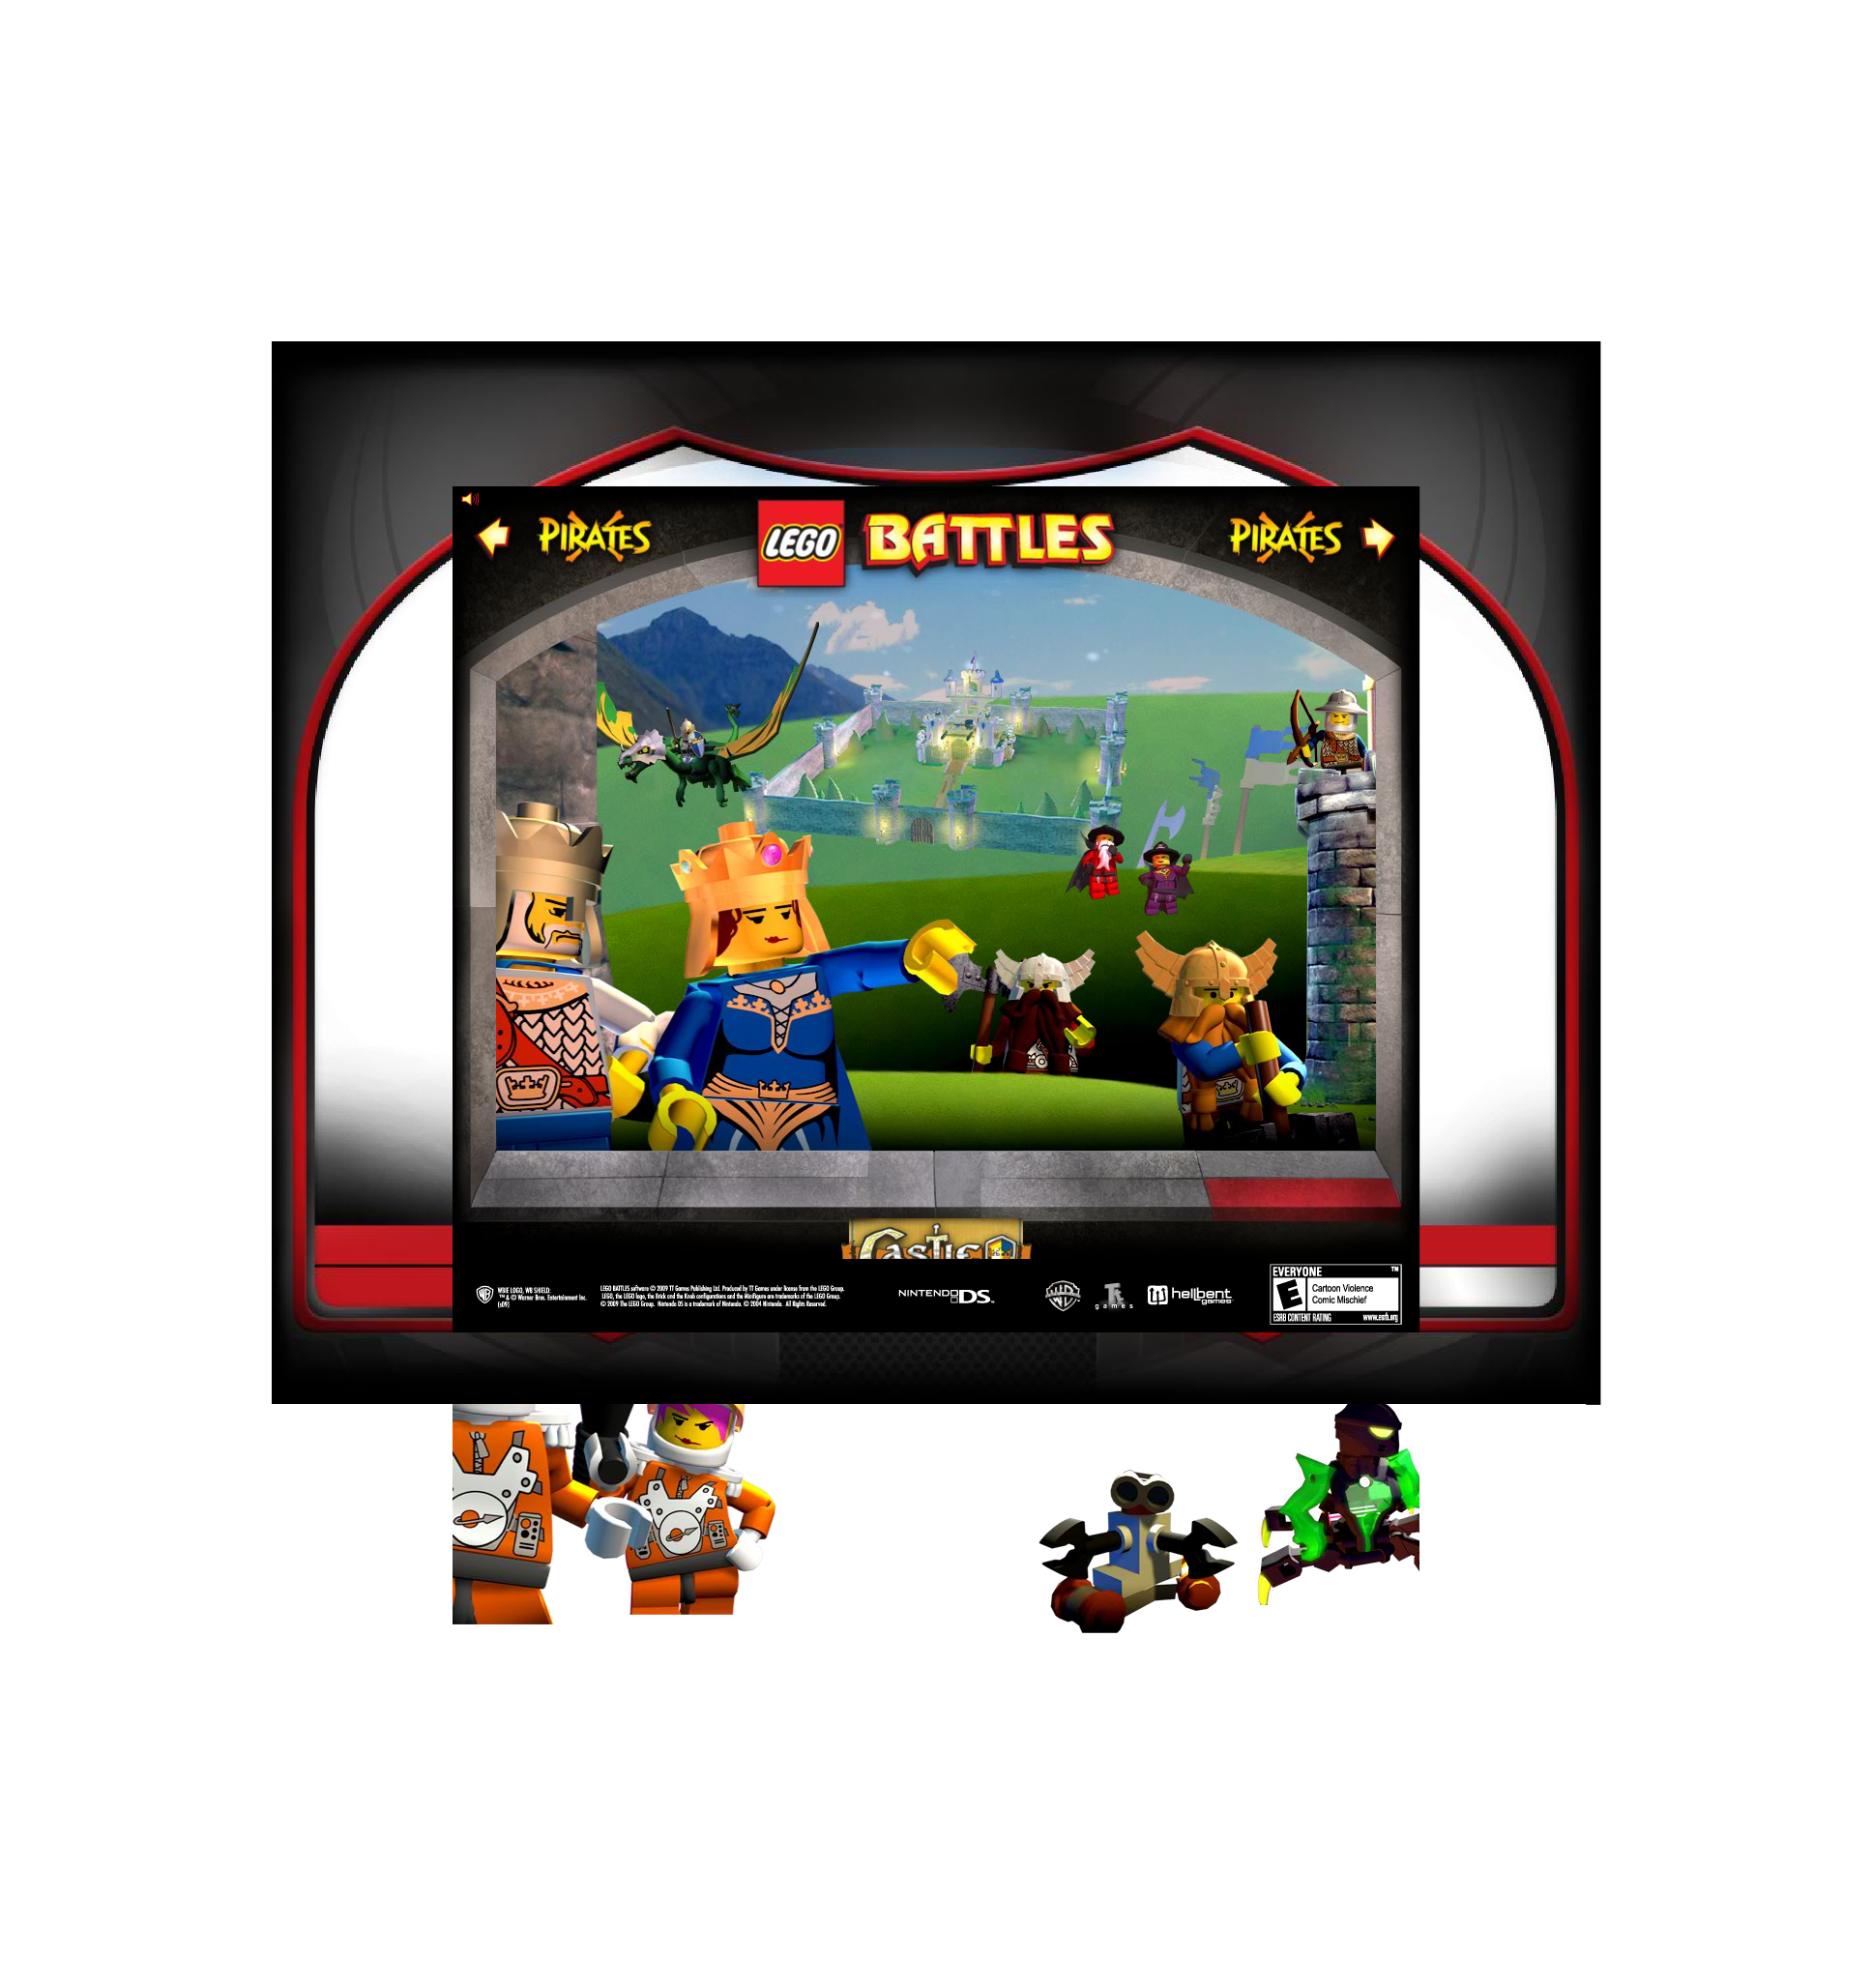 PIRATES
LEGO BATTLES
PIRATES
CASTLE
WBIE LOGO, WB SHIELD:
™ & © Warner Bros. Entertainment Inc.
(s09)
LEGO BATTLES software © 2009 TT Games Publishing Ltd. Produced by TT Games under license from the LEGO Group.
LEGO, the LEGO logo, the Brick and the Knob configurations and the Minifigure are trademarks of the LEGO Group.
© 2009 The LEGO Group. Nintendo DS is a trademark of Nintendo. © 2004 Nintendo. All Rights Reserved.
NINTENDO DS™
games
hellbent
games
EVERYONE ™
E
Cartoon Violence
Comic Mischief
ESRB CONTENT RATING www.esrb.org